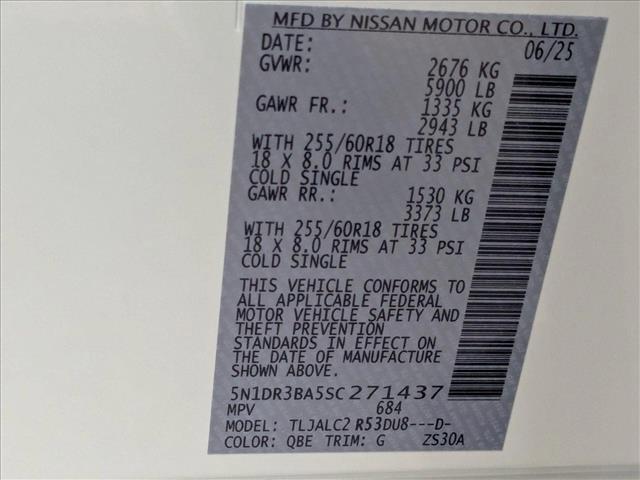 MFD BY NISSAN MOTOR CO., LTD.
DATE: 06/25
GVWR: 2676 KG
5900 LB
GAWR FR.: 1335 KG
2943 LB
WITH 255/60R18 TIRES
18 X 8.0 RIMS AT 33 PSI
COLD SINGLE
GAWR RR.: 1530 KG
3373 LB
WITH 255/60R18 TIRES
18 X 8.0 RIMS AT 33 PSI
COLD SINGLE
THIS VEHICLE CONFORMS TO
ALL APPLICABLE FEDERAL
MOTOR VEHICLE SAFETY AND
THEFT PREVENTION
STANDARDS IN EFFECT ON
THE DATE OF MANUFACTURE
INDICATED ABOVE.
5N1DR3BA5SC271437
MPV 684
MODEL: TLJALC2 R53DU8---D-
COLOR: QBE TRIM: G ZS30A